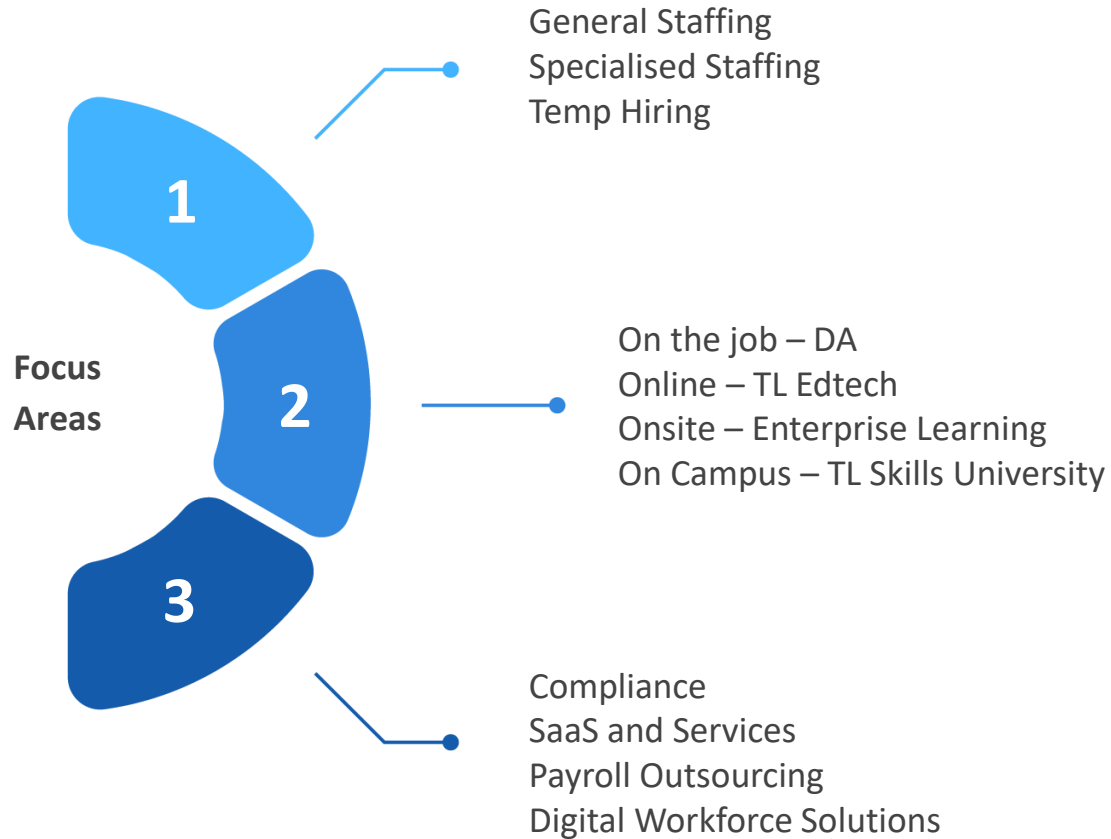 General Staffing
Specialised Staffing
Temp Hiring
1
Focus
Areas
2
On the job – DA
Online – TL Edtech
Onsite – Enterprise Learning
On Campus – TL Skills University
3
Compliance
SaaS and Services
Payroll Outsourcing
Digital Workforce Solutions